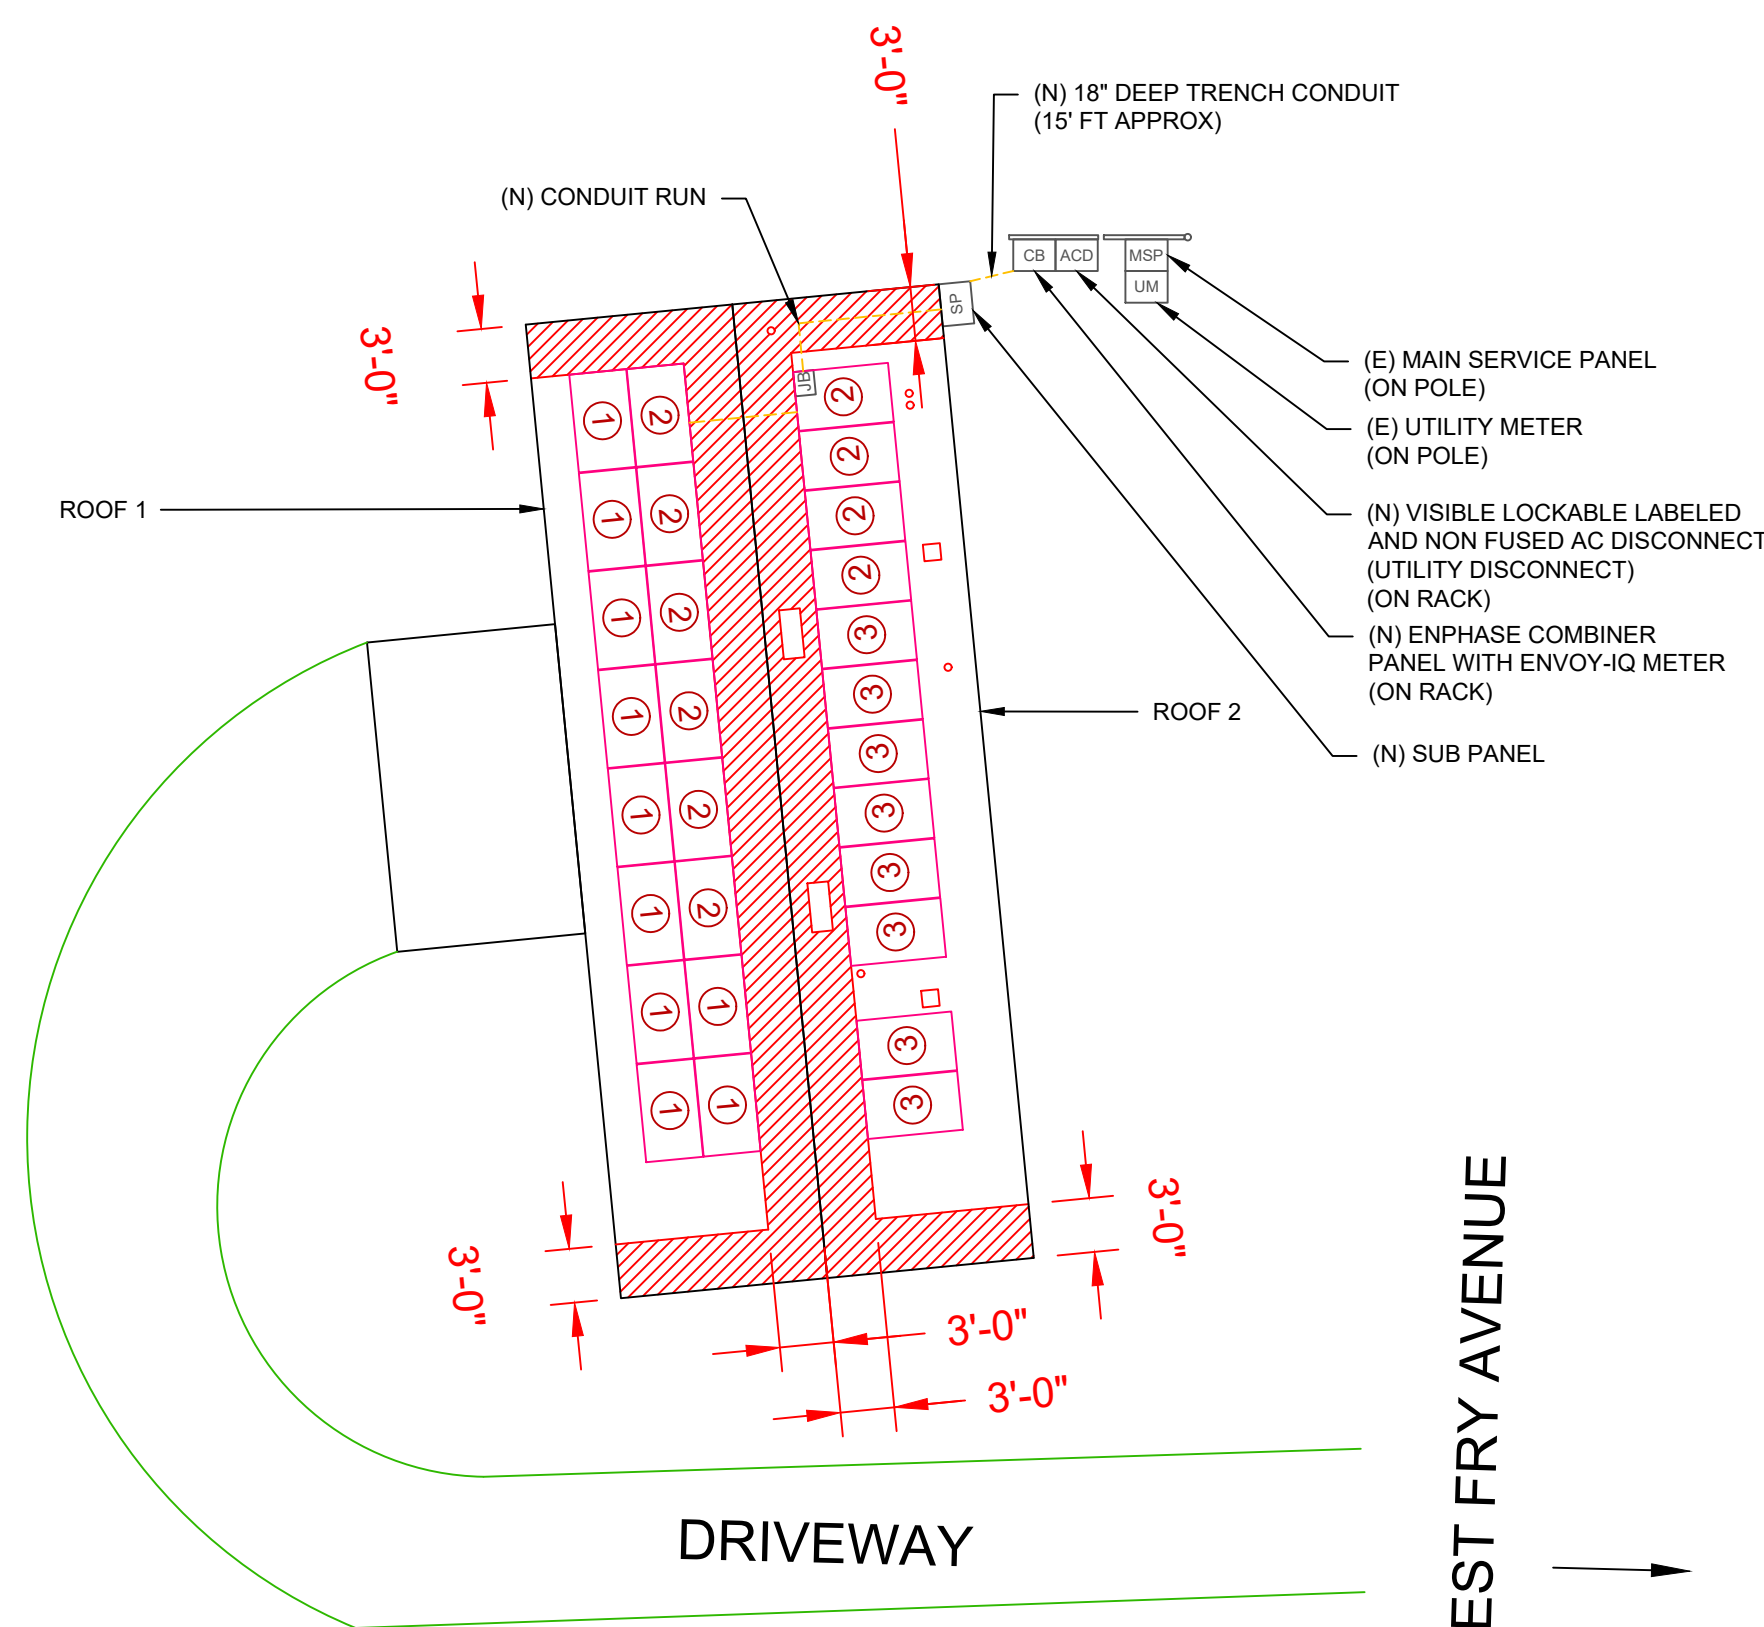 3'-0"
(N) 18" DEEP TRENCH CONDUIT
(15' FT APPROX)
(N) CONDUIT RUN
CB
ACD
MSP
UM
SP
3'-0"
JB
(E) MAIN SERVICE PANEL
(ON POLE)
(E) UTILITY METER
(ON POLE)
ROOF 1
(N) VISIBLE LOCKABLE LABELED
AND NON FUSED AC DISCONNECT
(UTILITY DISCONNECT)
(ON RACK)
(N) ENPHASE COMBINER
PANEL WITH ENVOY-IQ METER
(ON RACK)
ROOF 2
(N) SUB PANEL
1 2 2
2
1 2 2
2
1 2 3
1 2 3
3
1 2 3
1 2 3
3
1 1 3
1 1 3
3'-0"
3'-0"
3'-0"
3'-0"
DRIVEWAY
EST FRY AVENUE